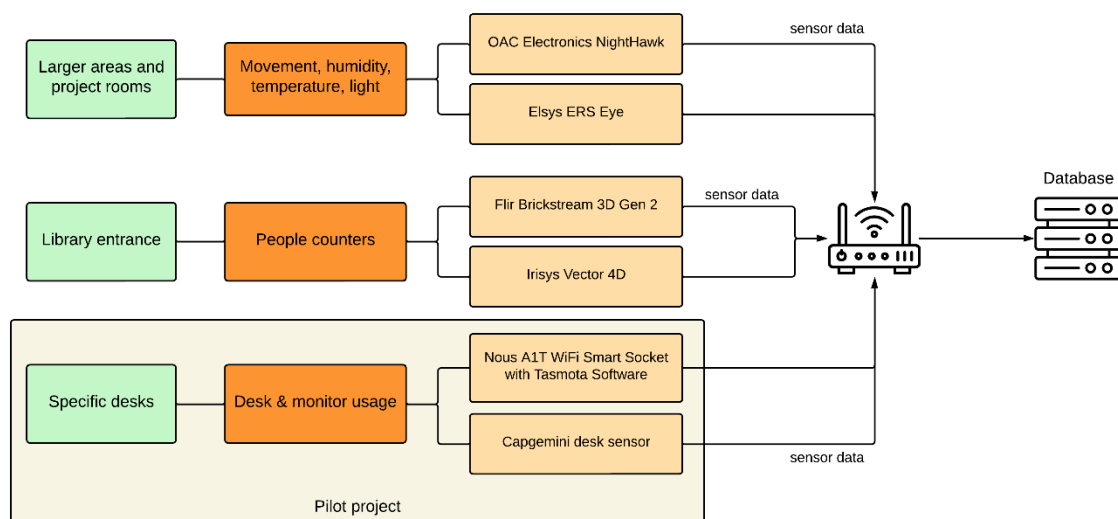 OAC Electronics NightHawk
sensor data
Larger areas and
project rooms
Movement, humidity,
temperature, light
Elsys ERS Eye
Flir Brickstream 3D Gen 2
sensor data
Database
Library entrance
People counters
Irisys Vector 4D
Nous A1T WiFi Smart Socket
with Tasmota Software
Specific desks
Desk & monitor usage
Capgemini desk sensor
sensor data
Pilot project